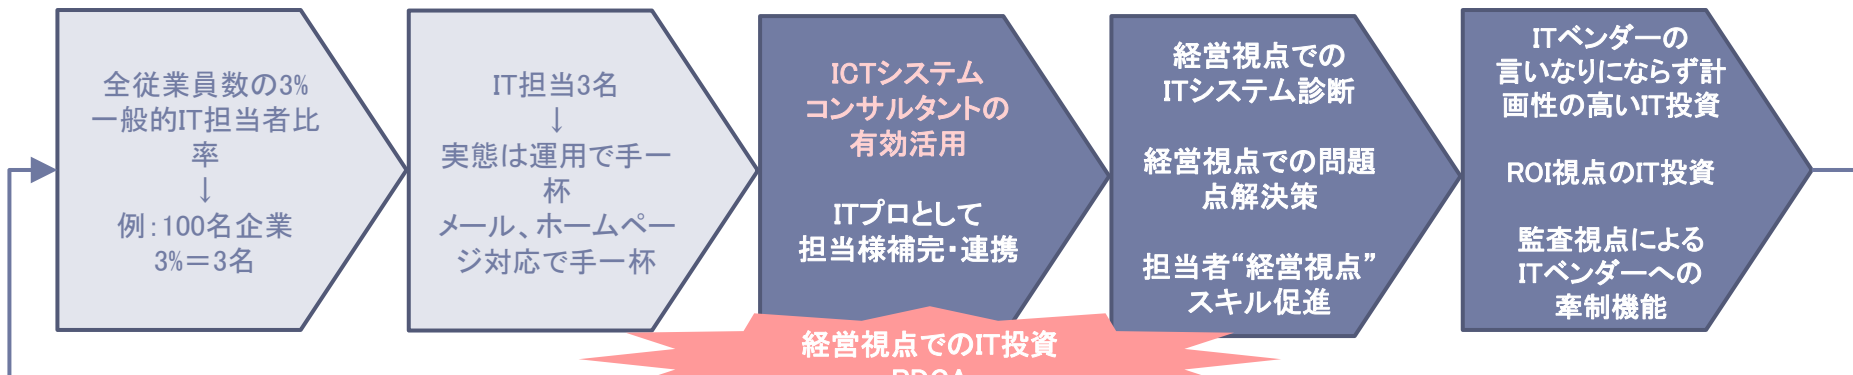 全従業員数の3%
一般的IT担当者比
率
↓
例：100名企業
3%＝3名
IT担当3名
↓
実態は運用で手一
杯
メール、ホームペー
ジ対応で手一杯
ICTシステム
コンサルタントの
有効活用
ITプロとして
担当様補完・連携
経営視点での
ITシステム診断
経営視点での問題
点解決策
担当者“経営視点”
スキル促進
ITベンダーの
言いなりにならず計
画性の高いIT投資
ROI視点のIT投資
監査視点による
ITベンダーへの
牽制機能
経営視点でのIT投資
PDCA